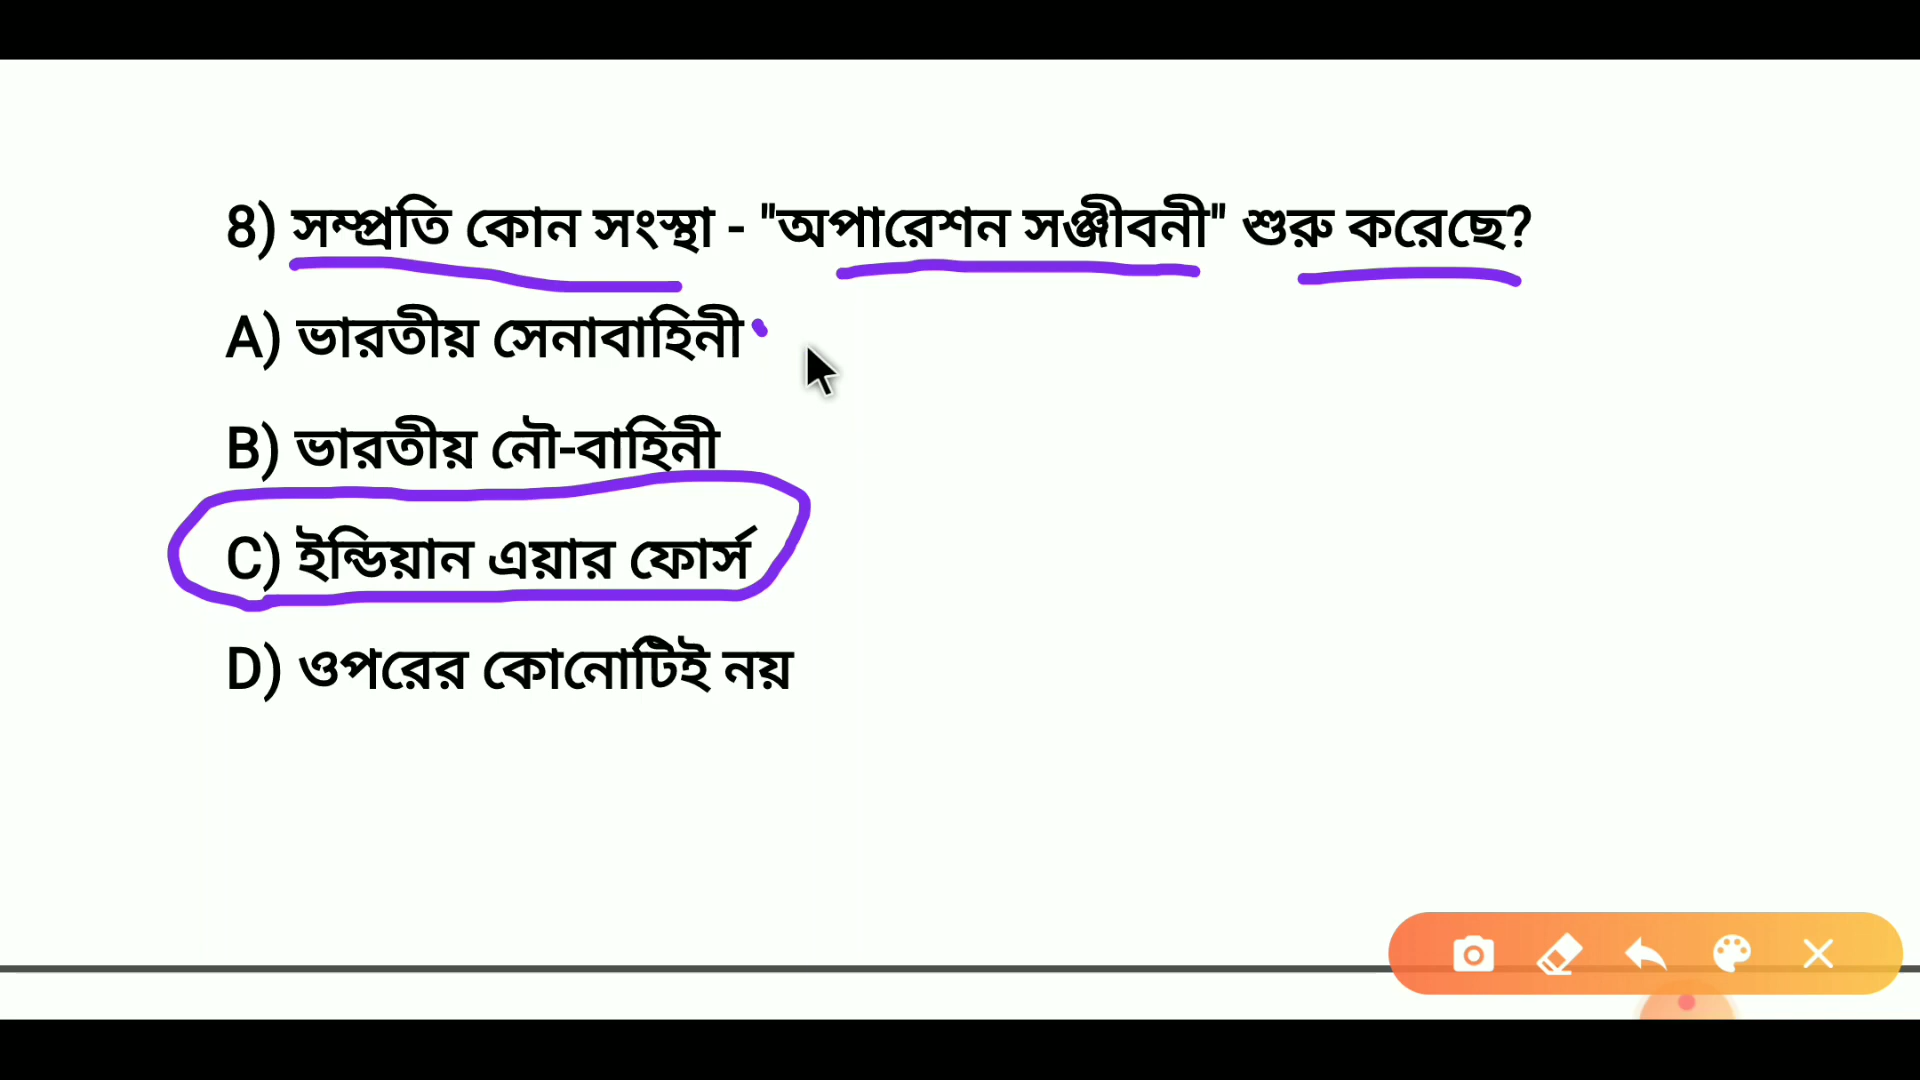 8) সম্প্রতি কোন সংস্থা - "অপারেশন সঞ্জীবনী" শুরু করেছে?
A) ভারতীয় সেনাবাহিনী
B) ভারতীয় নৌ-বাহিনী
C) ইন্ডিয়ান এয়ার ফোর্স
D) ওপরের কোনোটিই নয়